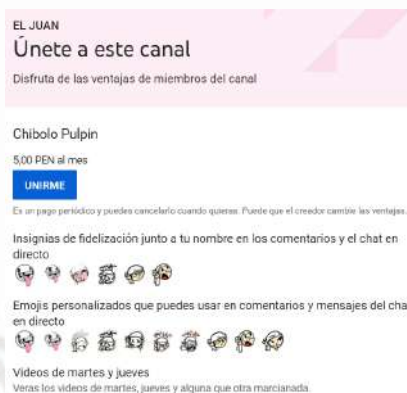 EL JUAN
Únete a este canal
Disfruta de las ventajas de miembros del canal
Chibolo Pulpin
5,00 PEN al mes
UNIRME
Es un pago periódico y puedes cancelarlo cuando quieras. Puede que el creador cambie las ventajas.
Insignias de fidelización junto a tu nombre en los comentarios y el chat en
directo
Emojis personalizados que puedes usar en comentarios y mensajes del cha
en directo
Videos de martes y jueves
Veras los videos de martes, jueves y alguna que otra marcianada.